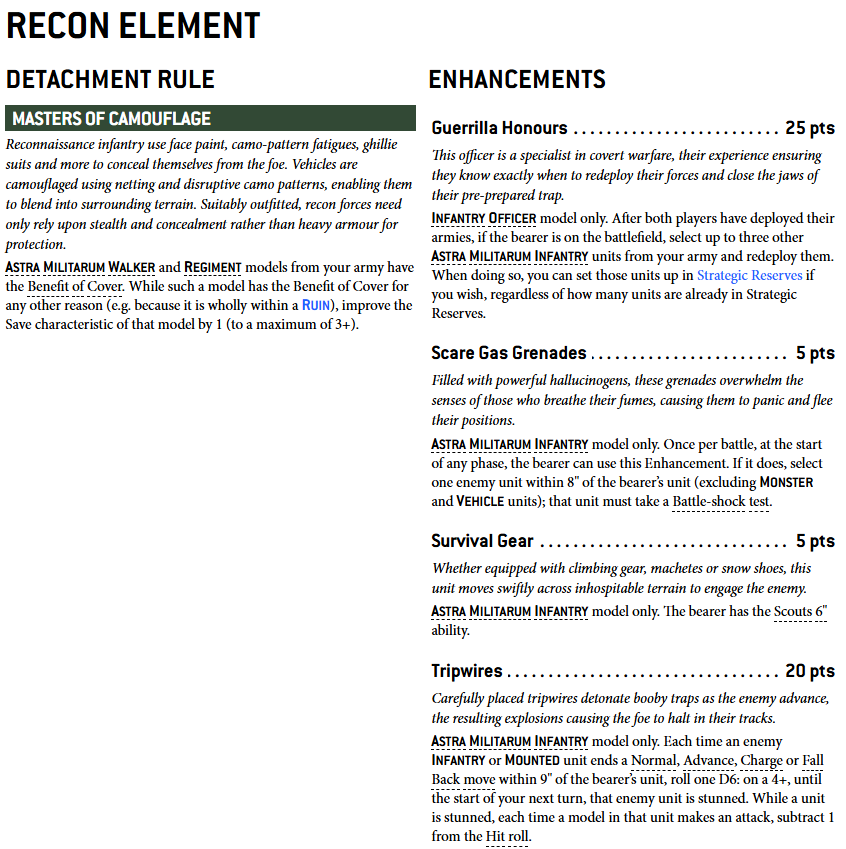 RECON ELEMENT
DETACHMENT RULE
MASTERS OF CAMOUFLAGE
Reconnaissance infantry use face paint, camo-pattern fatigues, ghillie
suits and more to conceal themselves from the foe. Vehicles are
camouflaged using netting and disruptive camo patterns, enabling them
to blend into surrounding terrain. Suitably outfitted, recon forces need
only rely upon stealth and concealment rather than heavy armour for
protection.
ASTRA MILITARUM WALKER and REGIMENT models from your army have
the Benefit of Cover. While such a model has the Benefit of Cover for
any other reason (e.g. because it is wholly within a RUIN), improve the
Save characteristic of that model by 1 (to a maximum of 3+).
ENHANCEMENTS
Guerrilla Honours . . . . . . . . . . . . . . . . . . . . . . . . . 25 pts
This officer is a specialist in covert warfare, their experience ensuring
they know exactly when to redeploy their forces and close the jaws of
their pre-prepared trap.
INFANTRY OFFICER model only. After both players have deployed their
armies, if the bearer is on the battlefield, select up to three other
ASTRA MILITARUM INFANTRY units from your army and redeploy them.
When doing so, you can set those units up in Strategic Reserves if
you wish, regardless of how many units are already in Strategic
Reserves.
Scare Gas Grenades . . . . . . . . . . . . . . . . . . . . . . . . 5 pts
Filled with powerful hallucinogens, these grenades overwhelm the
senses of those who breathe their fumes, causing them to panic and flee
their positions.
ASTRA MILITARUM INFANTRY model only. Once per battle, at the start
of any phase, the bearer can use this Enhancement. If it does, select
one enemy unit within 8" of the bearer's unit (excluding MONSTER
and VEHICLE units); that unit must take a Battle-shock test.
Survival Gear . . . . . . . . . . . . . . . . . . . . . . . . . . . . . 5 pts
Whether equipped with climbing gear, machetes or snow shoes, this
unit moves swiftly across inhospitable terrain to engage the enemy.
ASTRA MILITARUM INFANTRY model only. The bearer has the Scouts 6"
ability.
Tripwires . . . . . . . . . . . . . . . . . . . . . . . . . . . . . . . . 20 pts
Carefully placed tripwires detonate booby traps as the enemy advance,
the resulting explosions causing the foe to halt in their tracks.
ASTRA MILITARUM INFANTRY model only. Each time an enemy
INFANTRY or MOUNTED unit ends a Normal, Advance, Charge or Fall
Back move within 9" of the bearer's unit, roll one D6: on a 4+, until
the start of your next turn, that enemy unit is stunned. While a unit
is stunned, each time a model in that unit makes an attack, subtract 1
from the Hit roll.